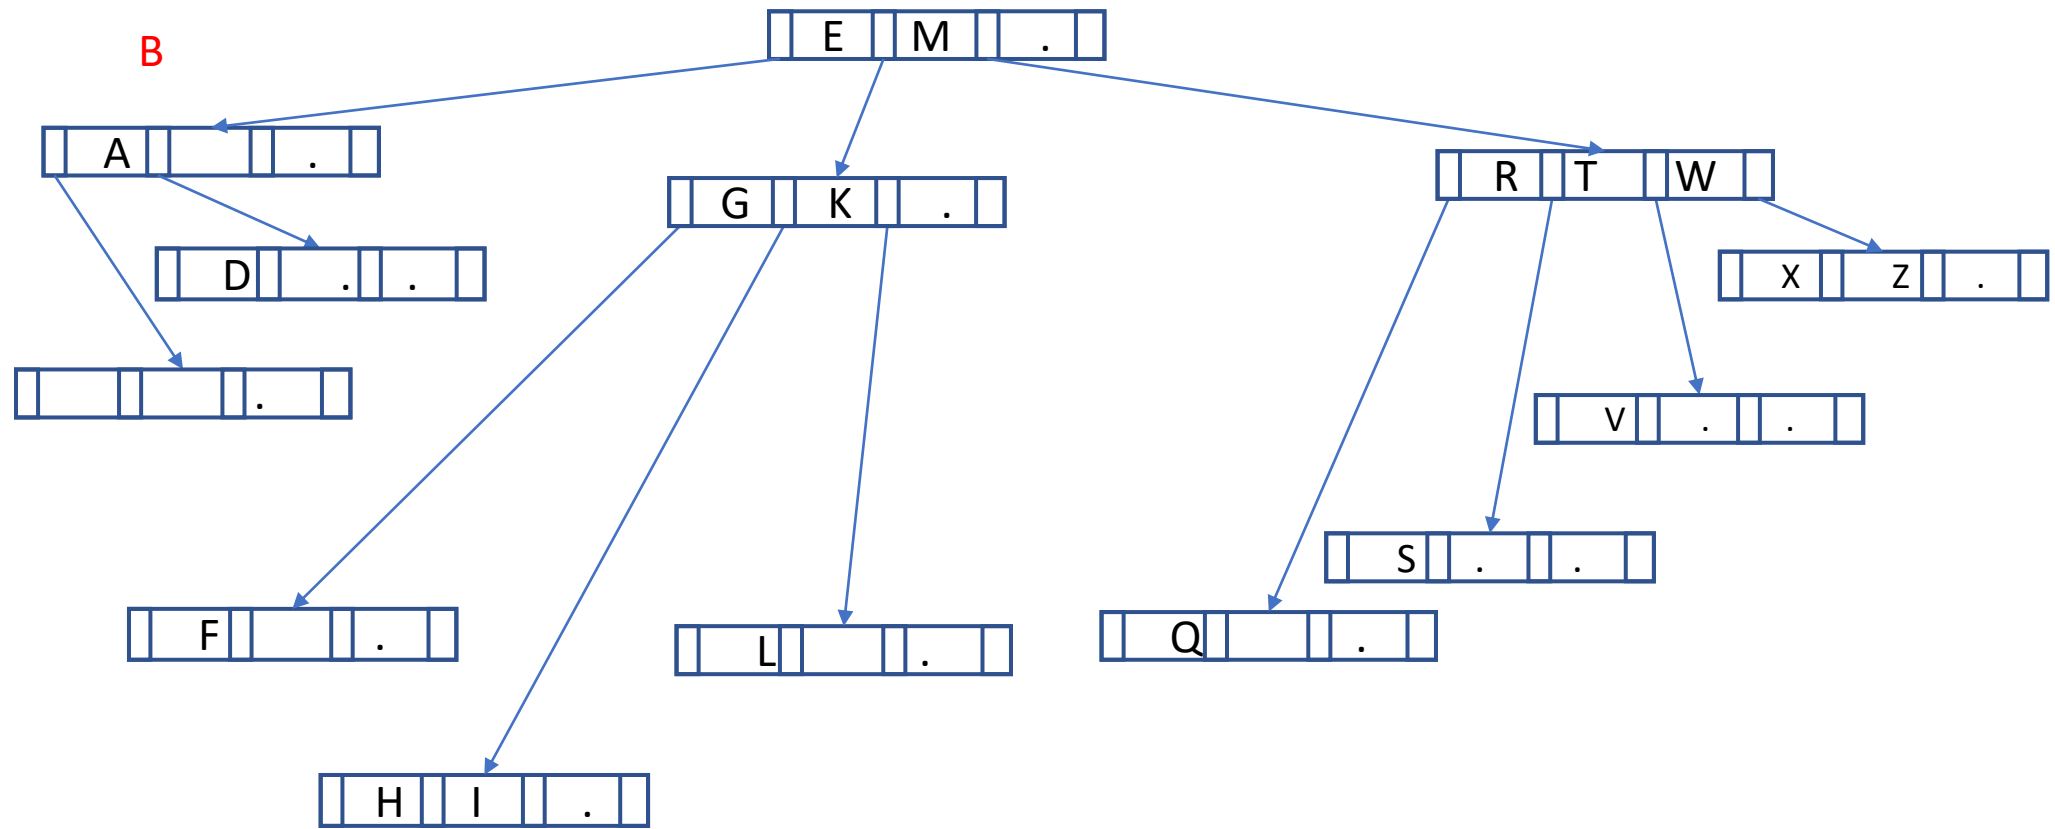 B
E M .
A .
G K .
R T W
D . .
X Z .
.
V . .
S . .
F .
L .
Q .
H I .